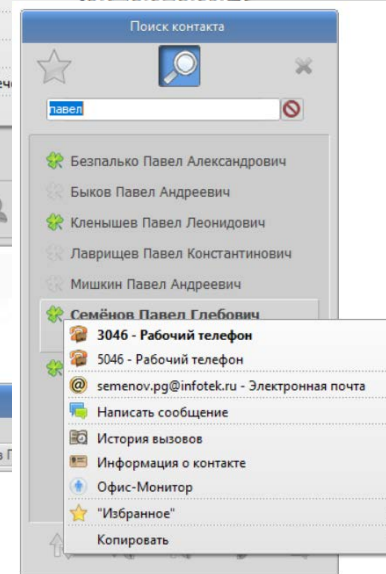 Поиск контакта
павел
Безпалько Павел Александрович
Быков Павел Андреевич
Кленышев Павел Леонидович
Лаврищев Павел Константинович
Мишкин Павел Андреевич
Семёнов Павел Глебович
3046 - Рабочий телефон
5046 - Рабочий телефон
semenov.pg@infotek.ru - Электронная почта
Написать сообщение
История вызовов
Информация о контакте
Офис-Монитор
"Избранное"
Копировать